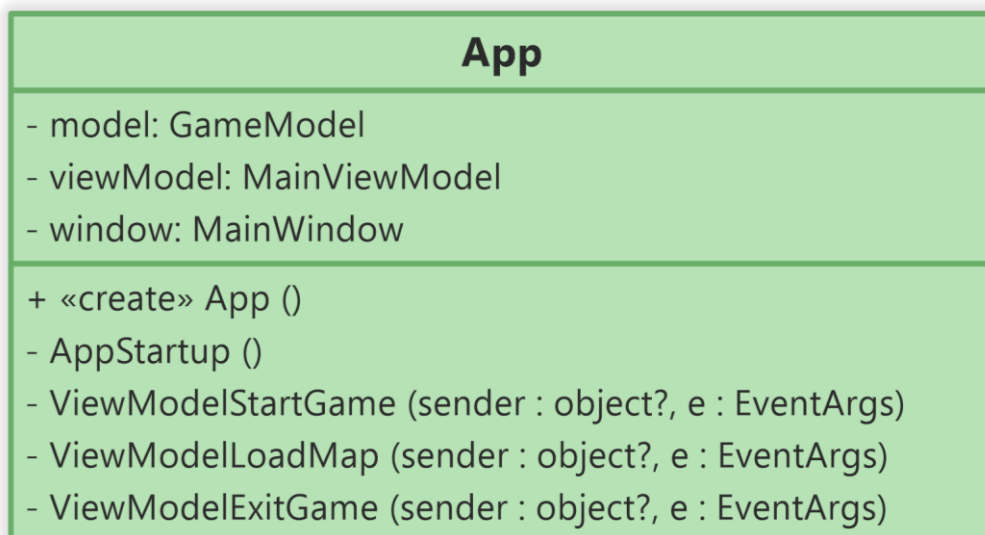 App
- model: GameModel
- viewModel: MainViewModel
- window: MainWindow
+ «create» App ()
- AppStartup ()
- ViewModelStartGame (sender : object?, e : EventArgs)
- ViewModelLoadMap (sender : object?, e : EventArgs)
- ViewModelExitGame (sender : object?, e : EventArgs)